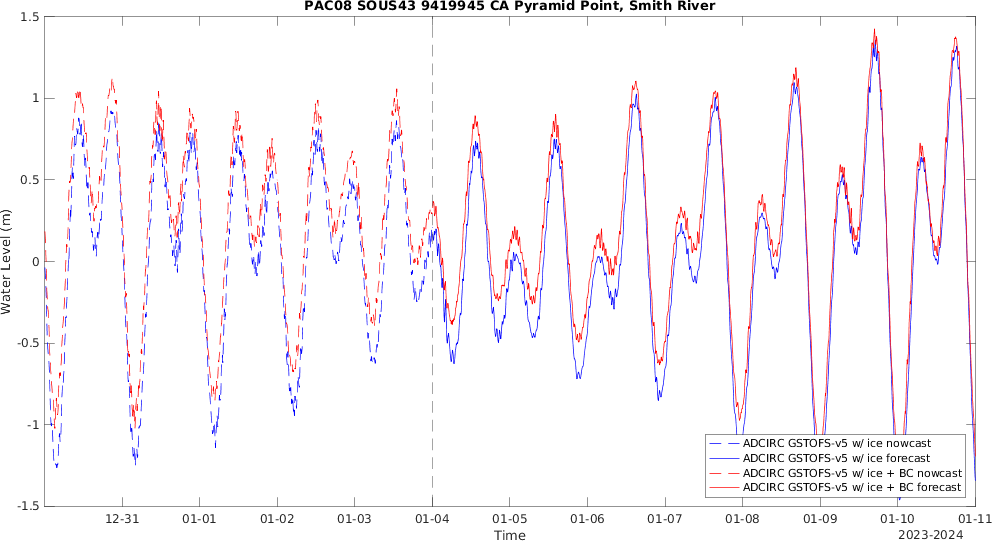 PAC08 SOUS43 9419945 CA Pyramid Point, Smith River
Water Level (m)
1.5
1
0.5
0
-0.5
-1
-1.5
12-31
01-01
01-02
01-03
01-04
01-05
01-06
01-07
01-08
01-09
01-10
01-11
Time
2023-2024
ADCIRC GSTOFS-v5 w/ ice nowcast
ADCIRC GSTOFS-v5 w/ ice forecast
ADCIRC GSTOFS-v5 w/ ice + BC nowcast
ADCIRC GSTOFS-v5 w/ ice + BC forecast